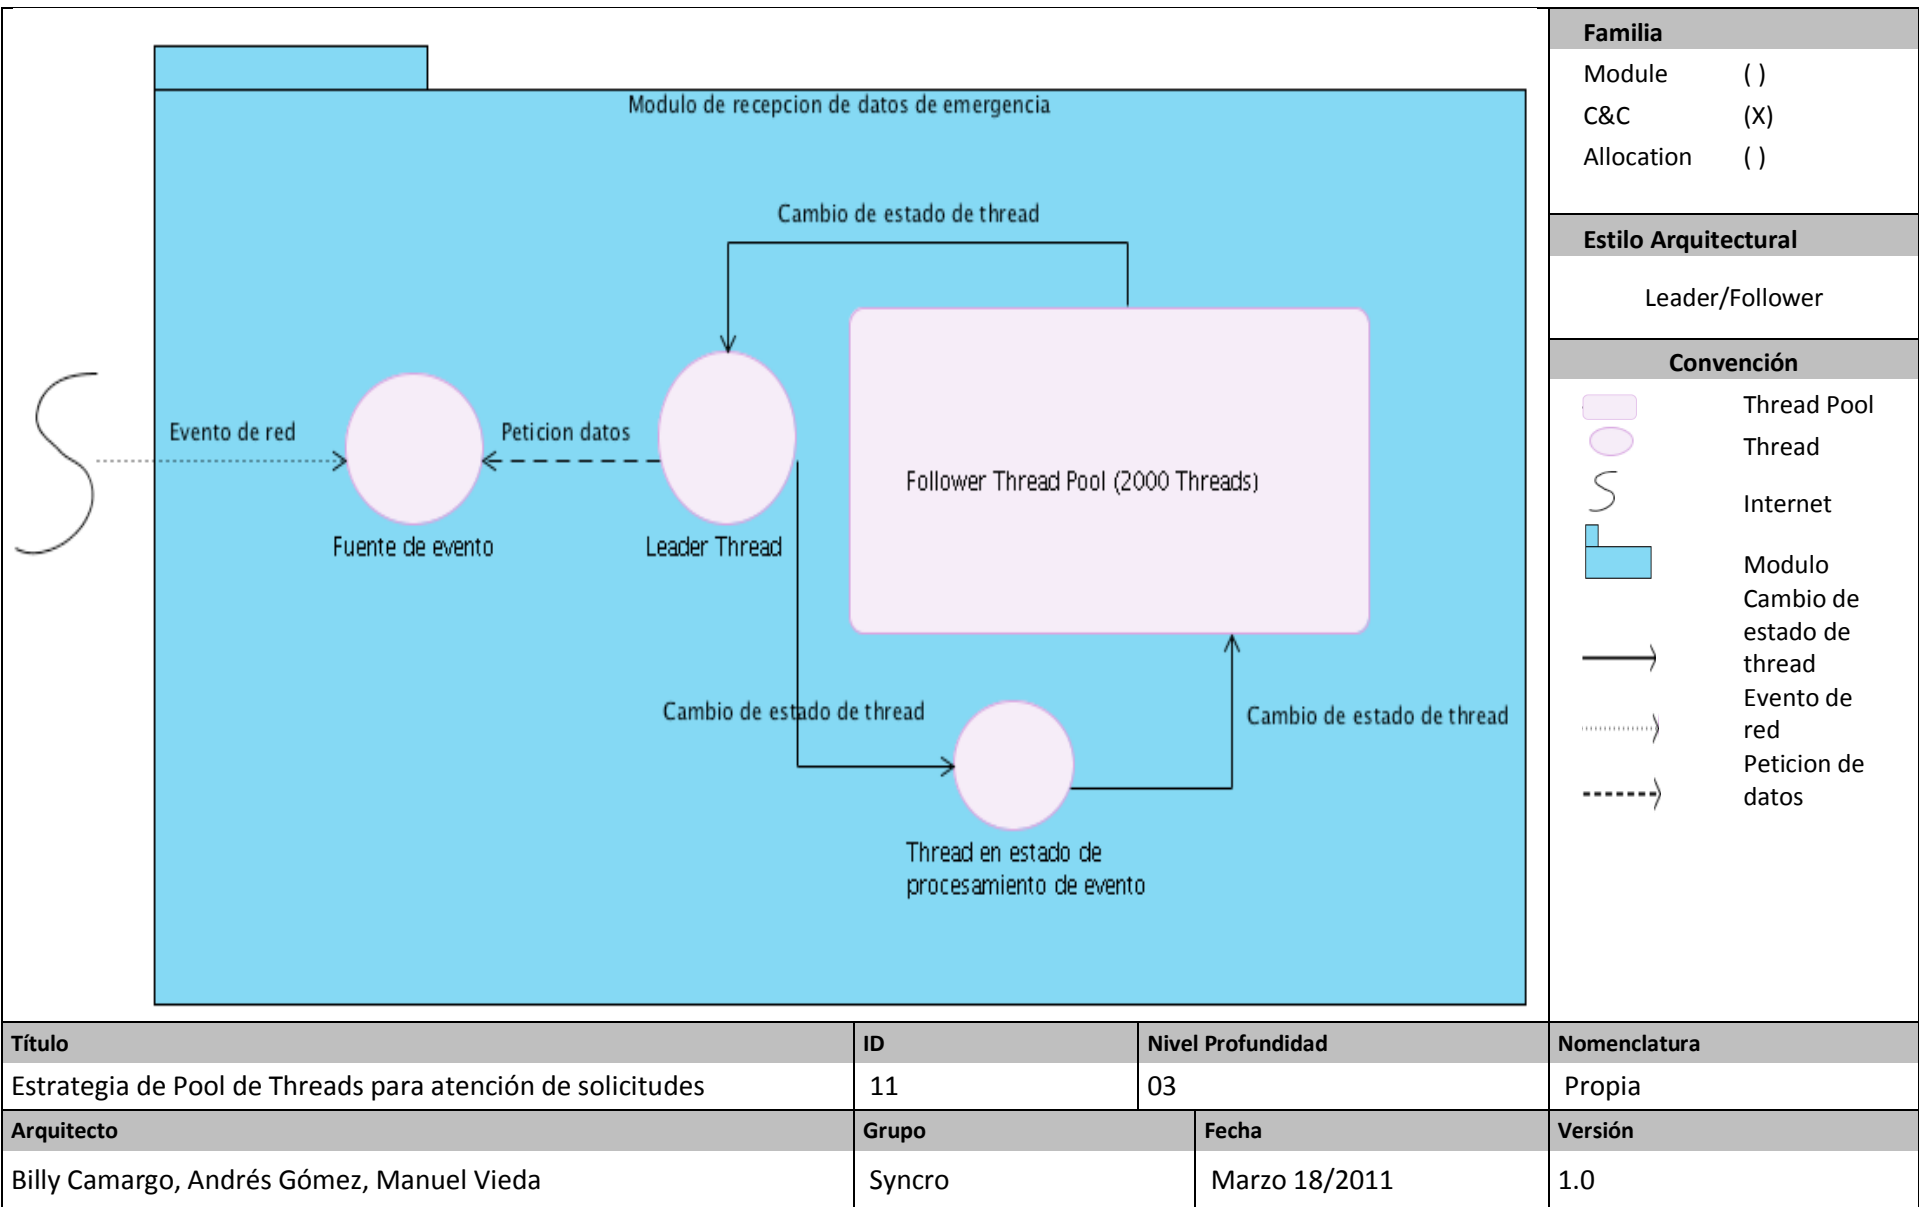 Modulo de recepcion de datos de emergencia
Cambio de estado de thread
Evento de red
Peticion datos
Follower Thread Pool (2000 Threads)
Fuente de evento
Leader Thread
Cambio de estado de thread
Cambio de estado de thread
Thread en estado de
procesamiento de evento
Familia
Module ( )
C&C (X)
Allocation ( )
Estilo Arquitectural
Leader/Follower
Convención
Thread Pool
Thread
Internet
Modulo
Cambio de
estado de
thread
Evento de
red
Peticion de
datos
Título ID Nivel Profundidad Nomenclatura
Estrategia de Pool de Threads para atención de solicitudes 11 03 Propia
Arquitecto Grupo Fecha Versión
Billy Camargo, Andrés Gómez, Manuel Vieda Syncro Marzo 18/2011 1.0